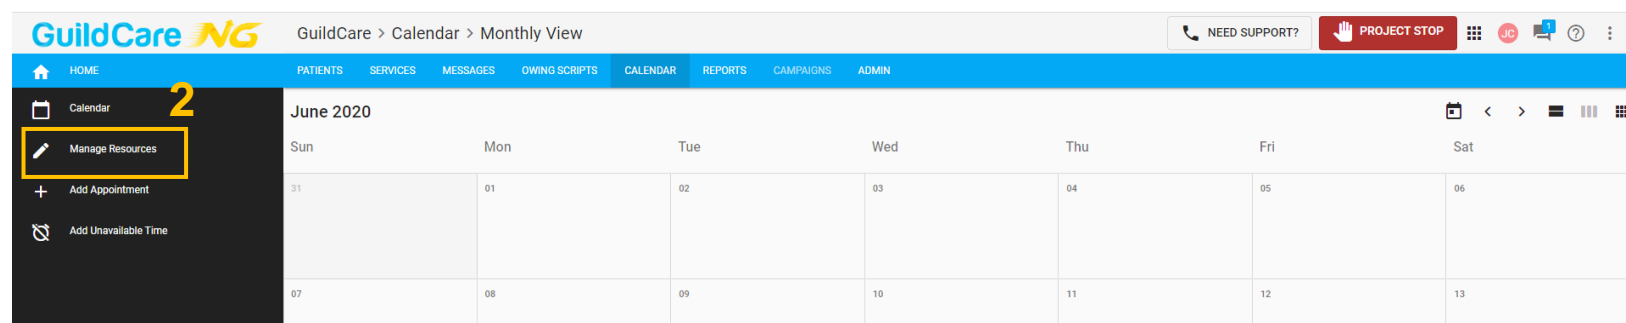 GuildCare NG
GuildCare > Calendar > Monthly View
NEED SUPPORT?
PROJECT STOP
JC
1
HOME
PATIENTS SERVICES MESSAGES OWING SCRIPTS CALENDAR REPORTS CAMPAIGNS ADMIN
Calendar
2
Manage Resources
Add Appointment
Add Unavailable Time
June 2020
Sun Mon Tue Wed Thu Fri Sat
31 01 02 03 04 05 06
07 08 09 10 11 12 13